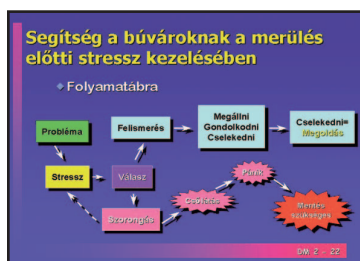 Segítség a búvároknak a merülés
előtti stressz kezelésében
Folyamatábra
Probléma
Felismerés
Megállni
Gondolkodni
Cselekedni
Cselekedni=
Megoldás
Stressz
Válasz
Szorongás
Csőlátás
Pánik
Mentés
szükséges
DM 2 - 22